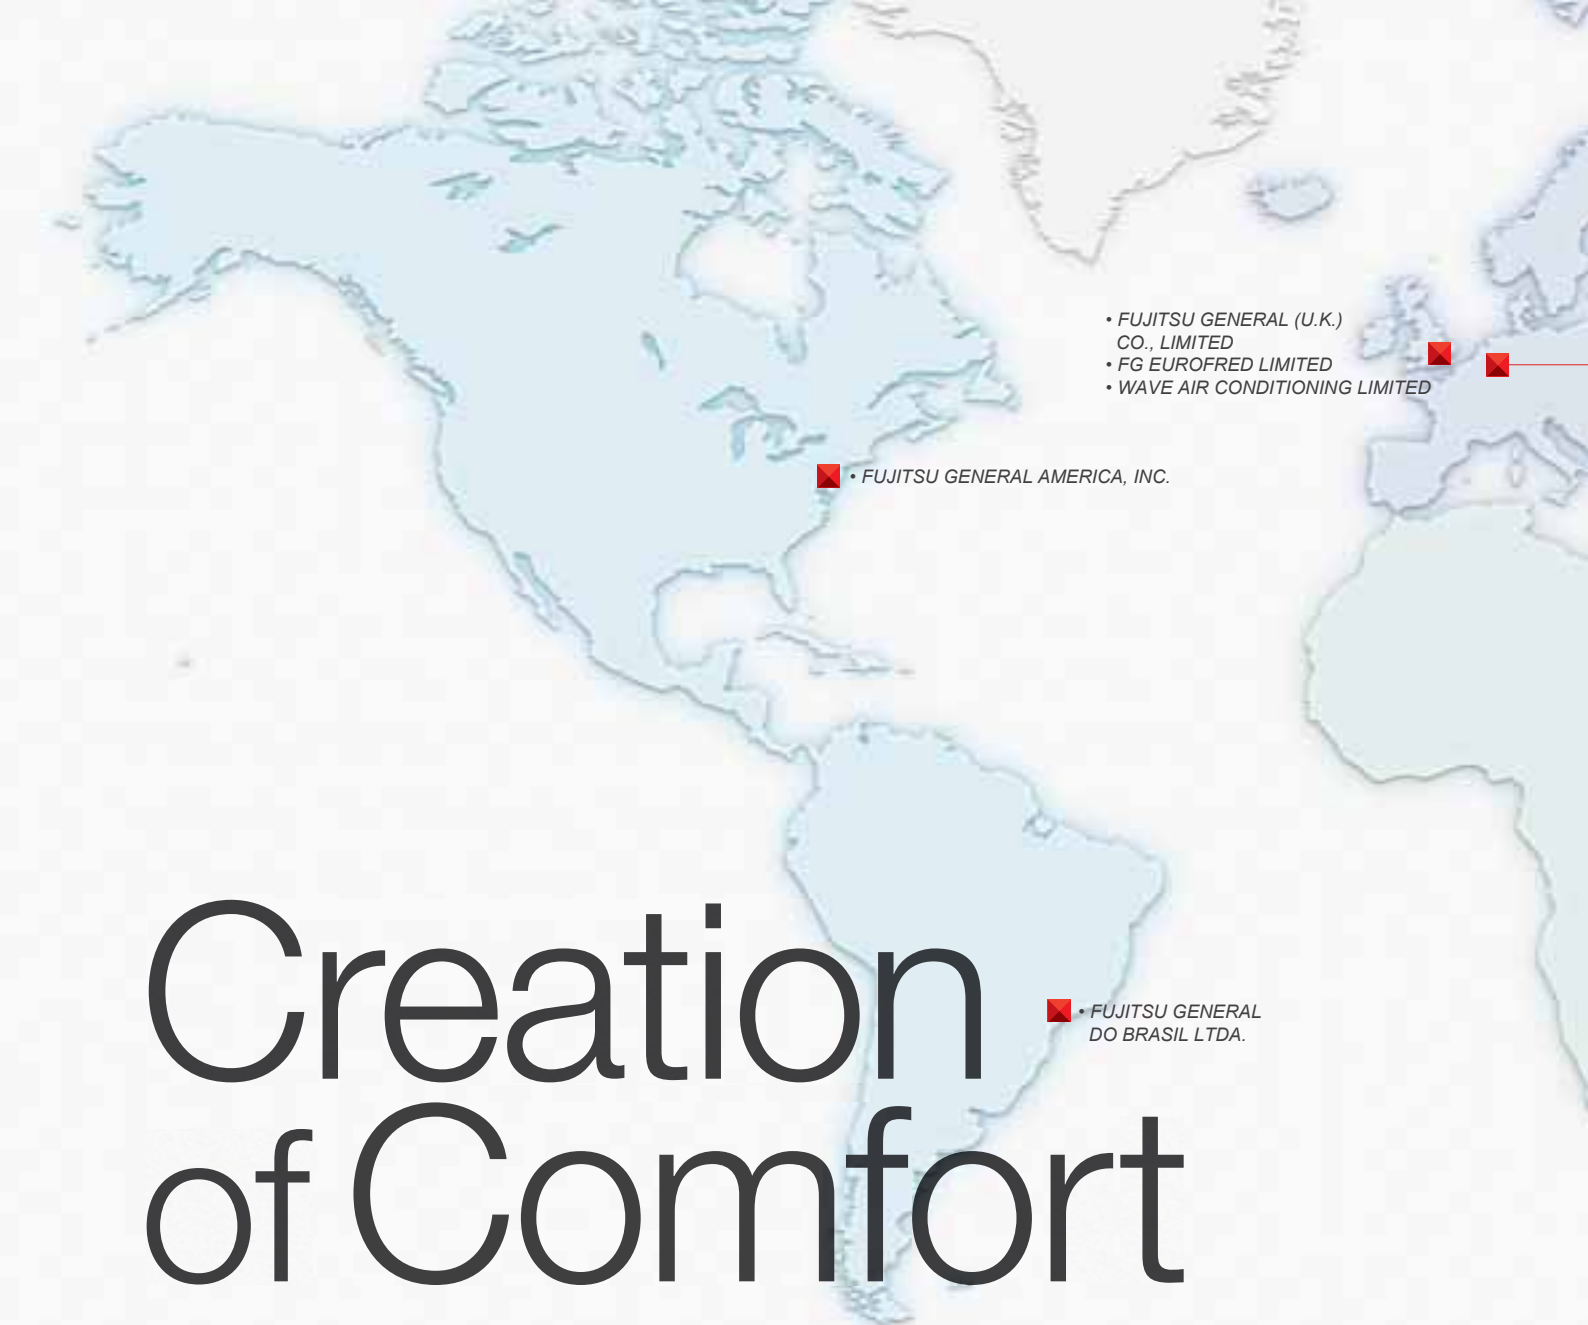 • FUJITSU GENERAL (U.K.)
CO., LIMITED
• FG EUROFRED LIMITED
• WAVE AIR CONDITIONING LIMITED
• FUJITSU GENERAL AMERICA, INC.
• FUJITSU GENERAL
DO BRASIL LTDA.
Creation
of Comfort